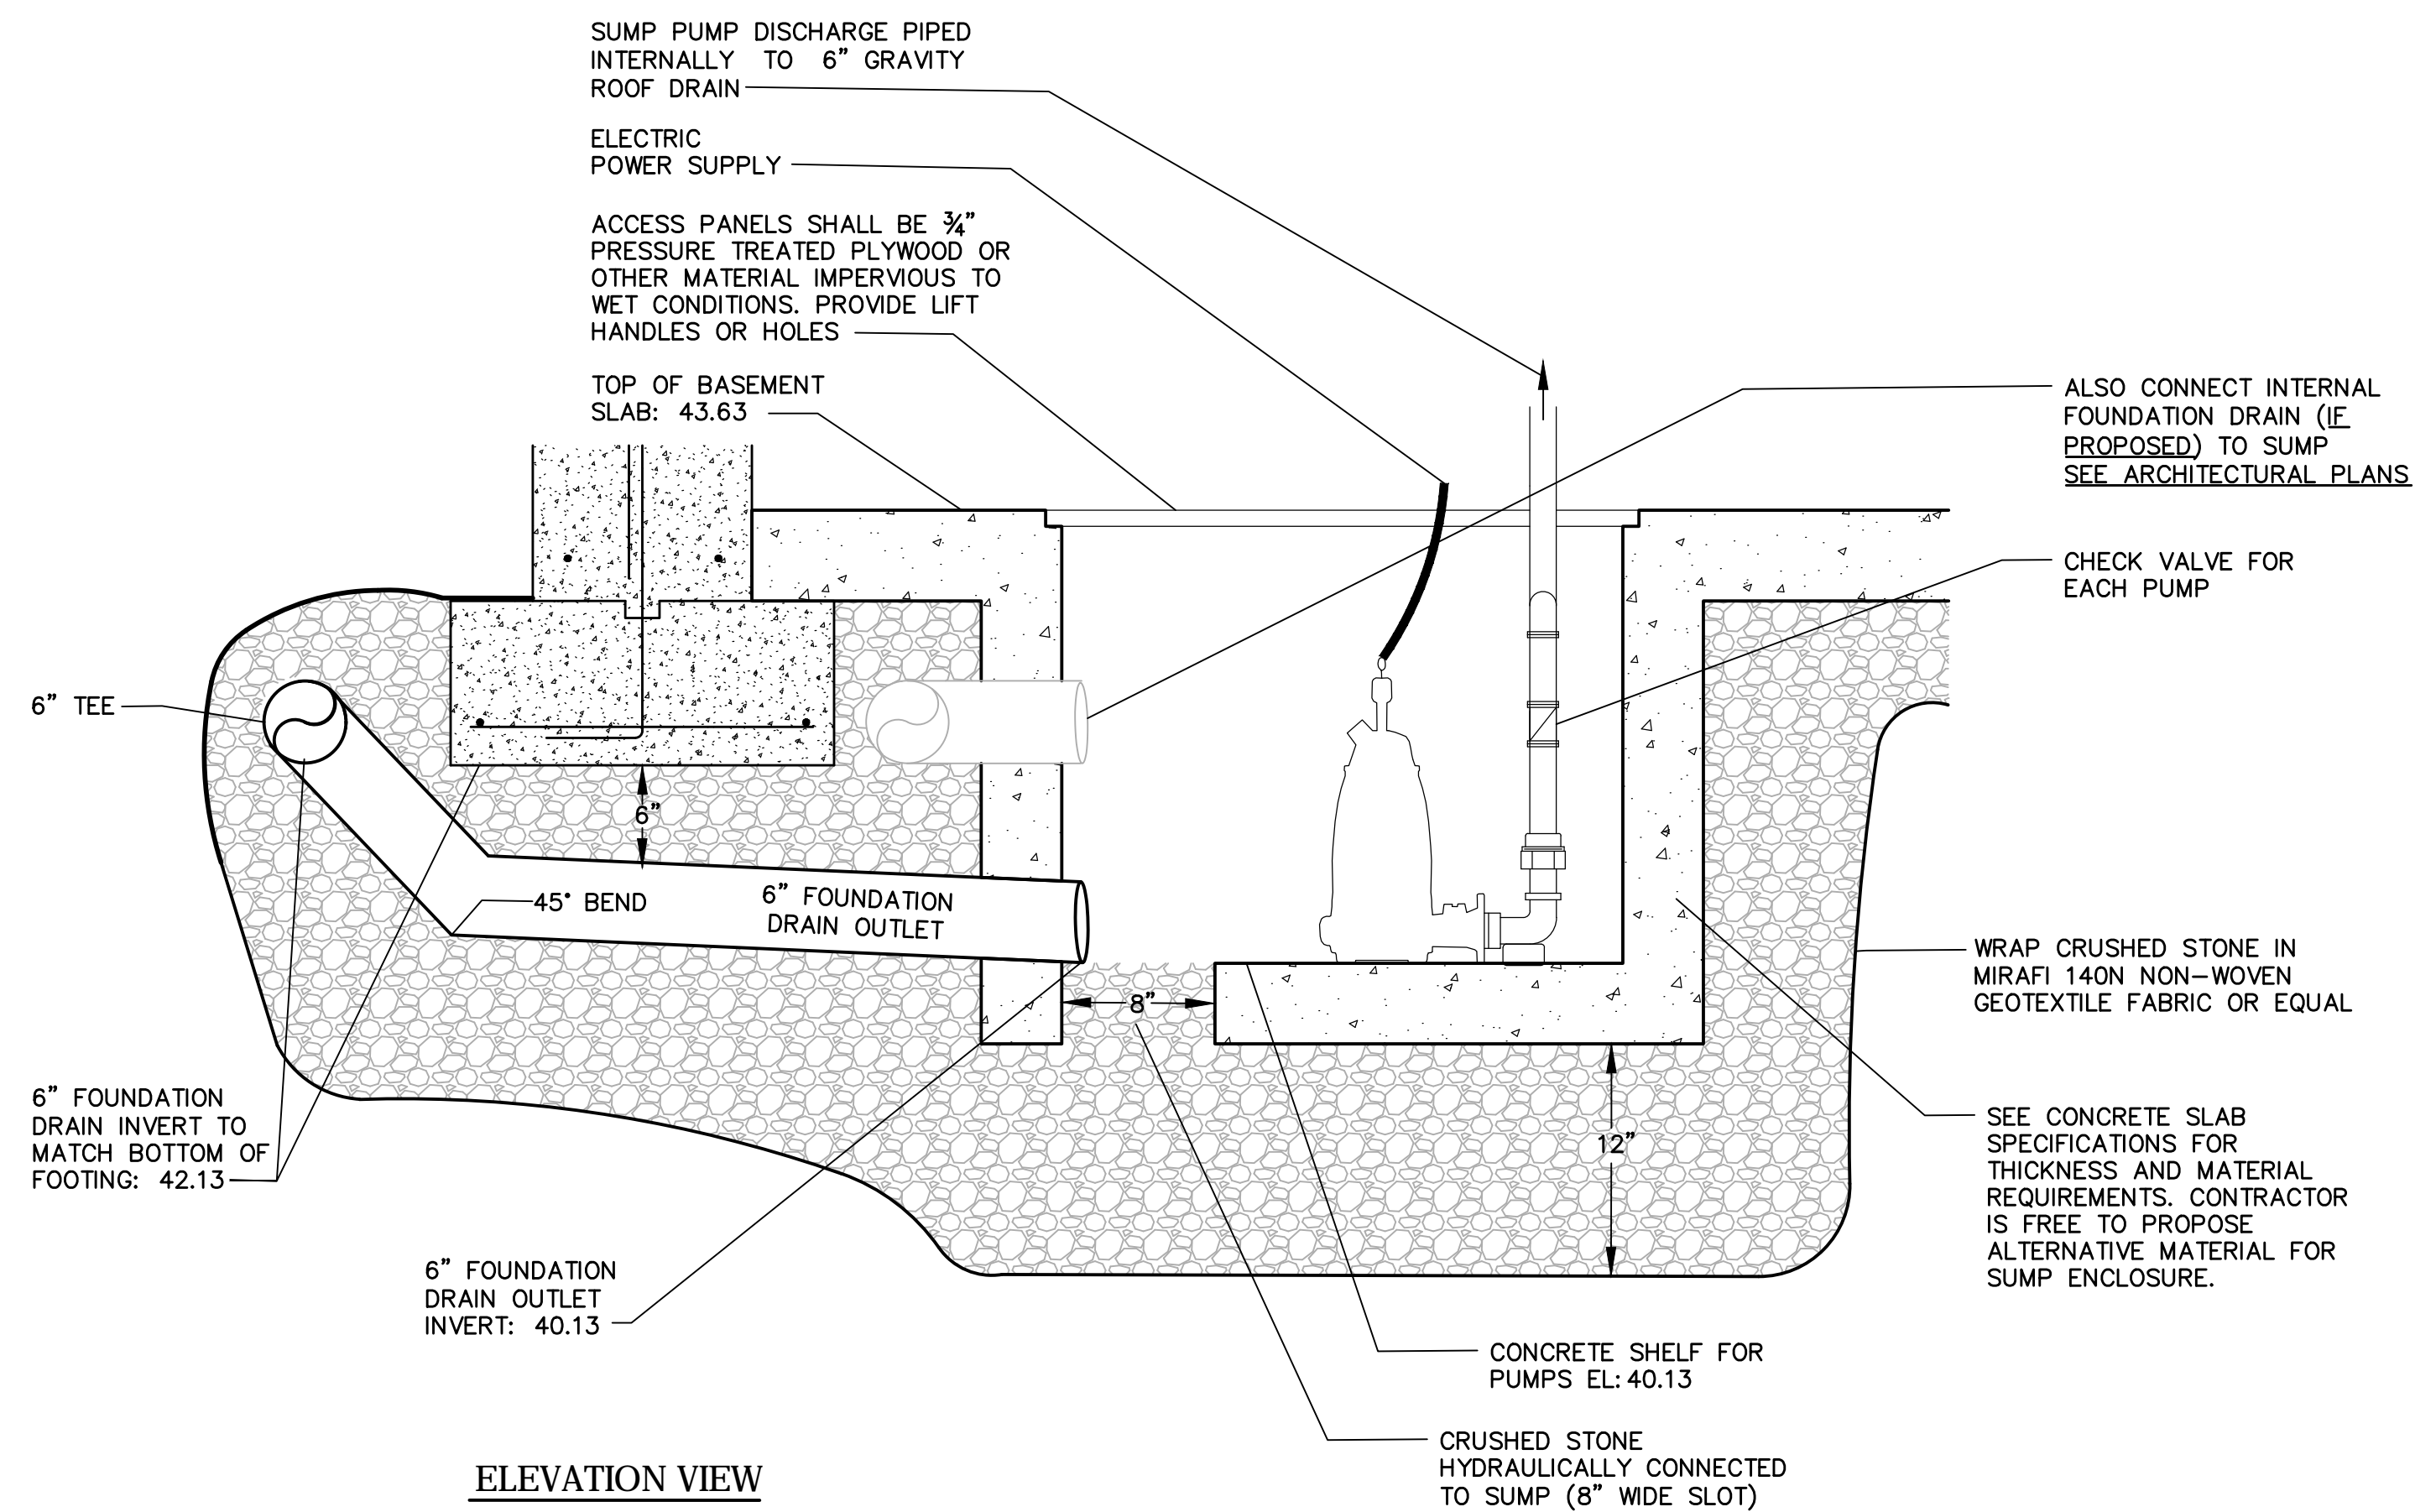 SUMP PUMP DISCHARGE PIPED
INTERNALLY TO 6” GRAVITY
ROOF DRAIN
ELECTRIC
POWER SUPPLY
ACCESS PANELS SHALL BE ¾”
PRESSURE TREATED PLYWOOD OR
OTHER MATERIAL IMPERVIOUS TO
WET CONDITIONS. PROVIDE LIFT
HANDLES OR HOLES
TOP OF BASEMENT
SLAB: 43.63
ALSO CONNECT INTERNAL
FOUNDATION DRAIN (IF
PROPOSED) TO SUMP
SEE ARCHITECTURAL PLANS
CHECK VALVE FOR
EACH PUMP
6” TEE
6”
45° BEND
6” FOUNDATION
DRAIN OUTLET
8”
WRAP CRUSHED STONE IN
MIRAFI 140N NON-WOVEN
GEOTEXTILE FABRIC OR EQUAL
6” FOUNDATION
DRAIN INVERT TO
MATCH BOTTOM OF
FOOTING: 42.13
12”
SEE CONCRETE SLAB
SPECIFICATIONS FOR
THICKNESS AND MATERIAL
REQUIREMENTS. CONTRACTOR
IS FREE TO PROPOSE
ALTERNATIVE MATERIAL FOR
SUMP ENCLOSURE.
6” FOUNDATION
DRAIN OUTLET
INVERT: 40.13
CONCRETE SHELF FOR
PUMPS EL: 40.13
CRUSHED STONE
HYDRAULICALLY CONNECTED
TO SUMP (8” WIDE SLOT)
ELEVATION VIEW